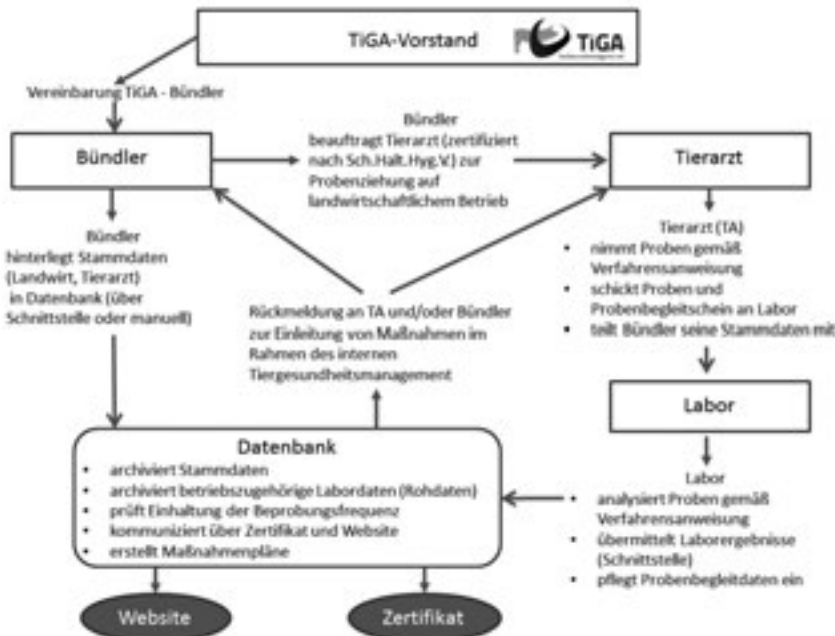 TiGA-Vorstand
TiGA
Vereinbarung TiGA - Bündler
Bündler
Bündler
beauftragt Tierarzt (zertifiziert
nach Sch.Halt.Hyg.V.) zur
Probenziehung auf
landwirtschaftlichem Betrieb
Tierarzt
Bündler
hinterlegt Stammdaten
(Landwirt, Tierarzt)
in Datenbank (über
Schnittstelle oder manuell)
Rückmeldung an TA und/oder Bündler
zur Einleitung von Maßnahmen im
Rahmen des internen
Tiergesundheitsmanagement
Tierarzt (TA)
• nimmt Proben gemäß
Verfahrensanweisung
• schickt Proben und
Probenbegleitschein an Labor
• teilt Bündler seine Stammdaten mit
Labor
Labor
• analysiert Proben gemäß
Verfahrensanweisung
• übermittelt Laborergebnisse
(Schnittstelle)
• pflegt Probenbegleitdaten ein
Datenbank
• archiviert Stammdaten
• archiviert betriebszugehörige Labordaten (Rohdaten)
• prüft Einhaltung der Beprobungsfrequenz
• kommuniziert über Zertifikat und Website
• erstellt Maßnahmenpläne
Website
Zertifikat